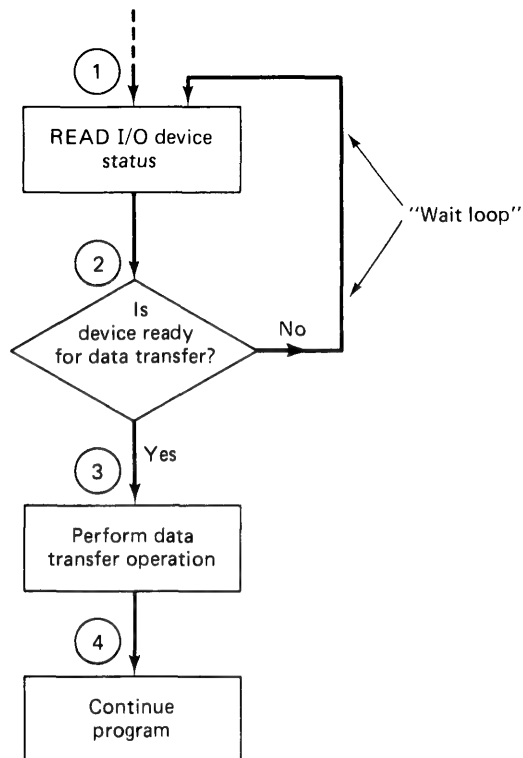 1
READ I/O device
status
"Wait loop"
2
Is
device ready
for data transfer?
No
Yes
3
Perform data
transfer operation
4
Continue
program